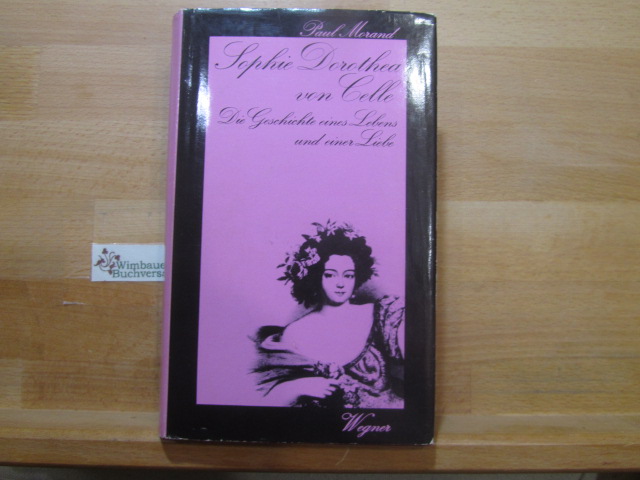 Paul Morand
Sophie Dorothea
von Celle
Die Geschichte eines Lebens
und einer Liebe
Wegner
Wimbaue
Buchversa